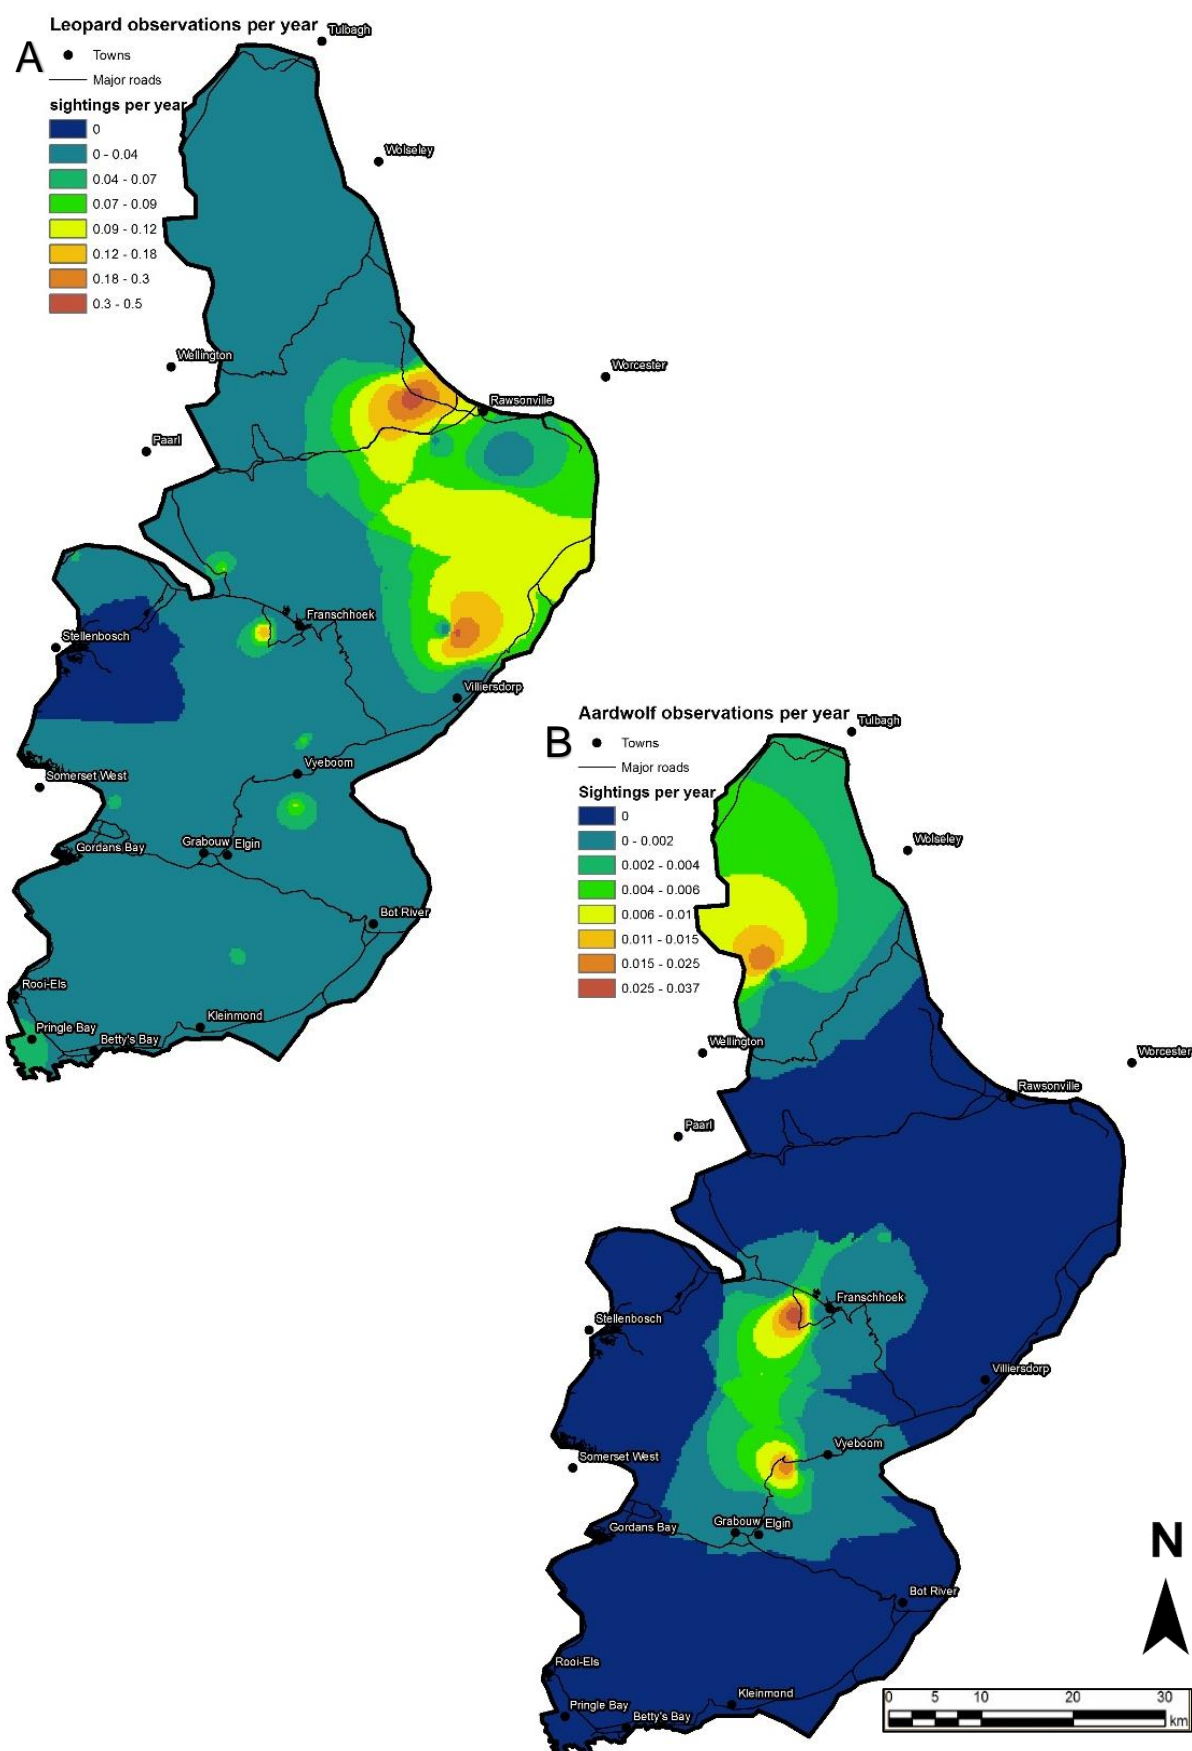 Leopard observations per year
A
Towns
Major roads
sightings per year
0
0 - 0.04
0.04 - 0.07
0.07 - 0.09
0.09 - 0.12
0.12 - 0.18
0.18 - 0.3
0.3 - 0.5
Tulbagh
Wolseley
Wellington
Worcester
Rawsonville
Paarl
Franschhoek
Stellenbosch
Villiersdorp
Vyeboom
Somerset West
Grabouw
Elgin
Gordans Bay
Bot River
Rooi-Els
Kleinmond
Pringle Bay
Betty's Bay
Aardwolf observations per year
B
Towns
Major roads
Sightings per year
0
0 - 0.002
0.002 - 0.004
0.004 - 0.006
0.006 - 0.01
0.011 - 0.015
0.015 - 0.025
0.025 - 0.037
Tulbagh
Wolseley
Wellington
Worcester
Rawsonville
Paarl
Franschhoek
Stellenbosch
Villiersdorp
Vyeboom
Somerset West
Grabouw
Elgin
Gordans Bay
Bot River
Rooi-Els
Kleinmond
Pringle Bay
Betty's Bay
N
0 5 10 20 30
km